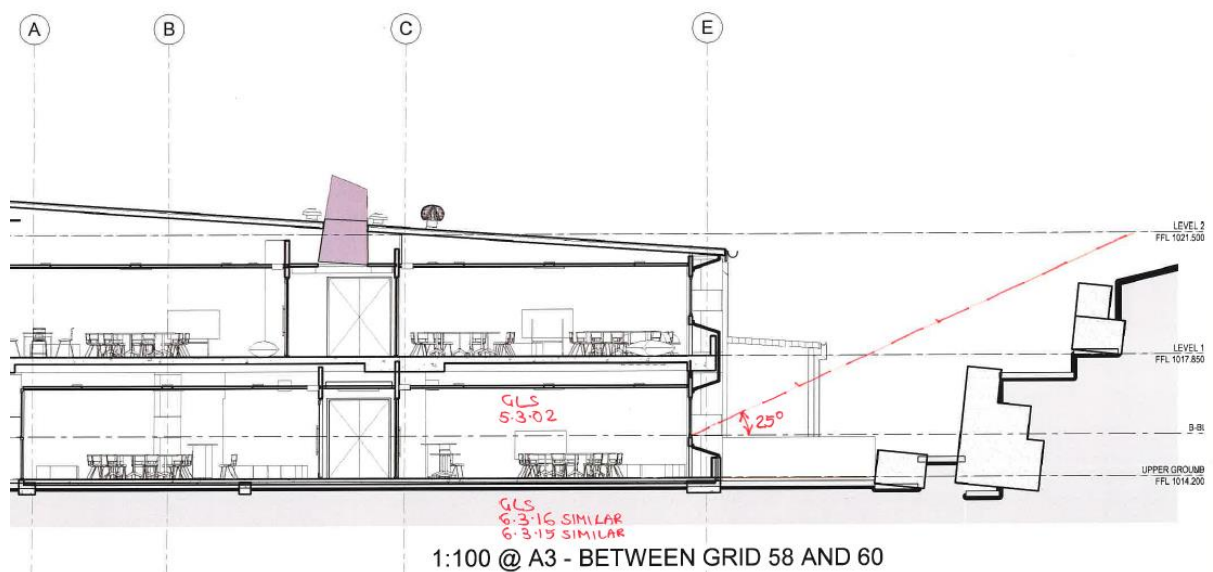 A
B
C
E
LEVEL 2
FFL 1021.500
LEVEL 1
FFL 1017.850
GLS
5.3.02
25°
UPPER GROUND
FFL 1014.200
GLS
6.3.16 SIMILAR
6.3.15 SIMILAR
1:100 @ A3 - BETWEEN GRID 58 AND 60